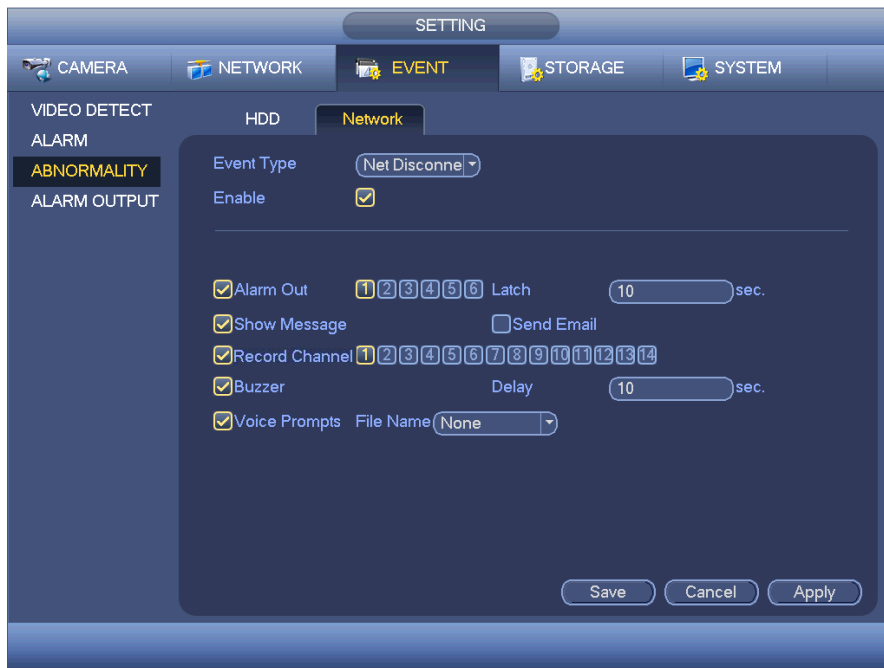 SETTING
CAMERA NETWORK EVENT STORAGE SYSTEM
VIDEO DETECT
ALARM
ABNORMALITY
ALARM OUTPUT
HDD Network
Event Type Net Disconne
Enable
Alarm Out 1 2 3 4 5 6 Latch 10 sec.
Show Message Send Email
Record Channel 1 2 3 4 5 6 7 8 9 10 11 12 13 14
Buzzer Delay 10 sec.
Voice Prompts File Name None
Save Cancel Apply